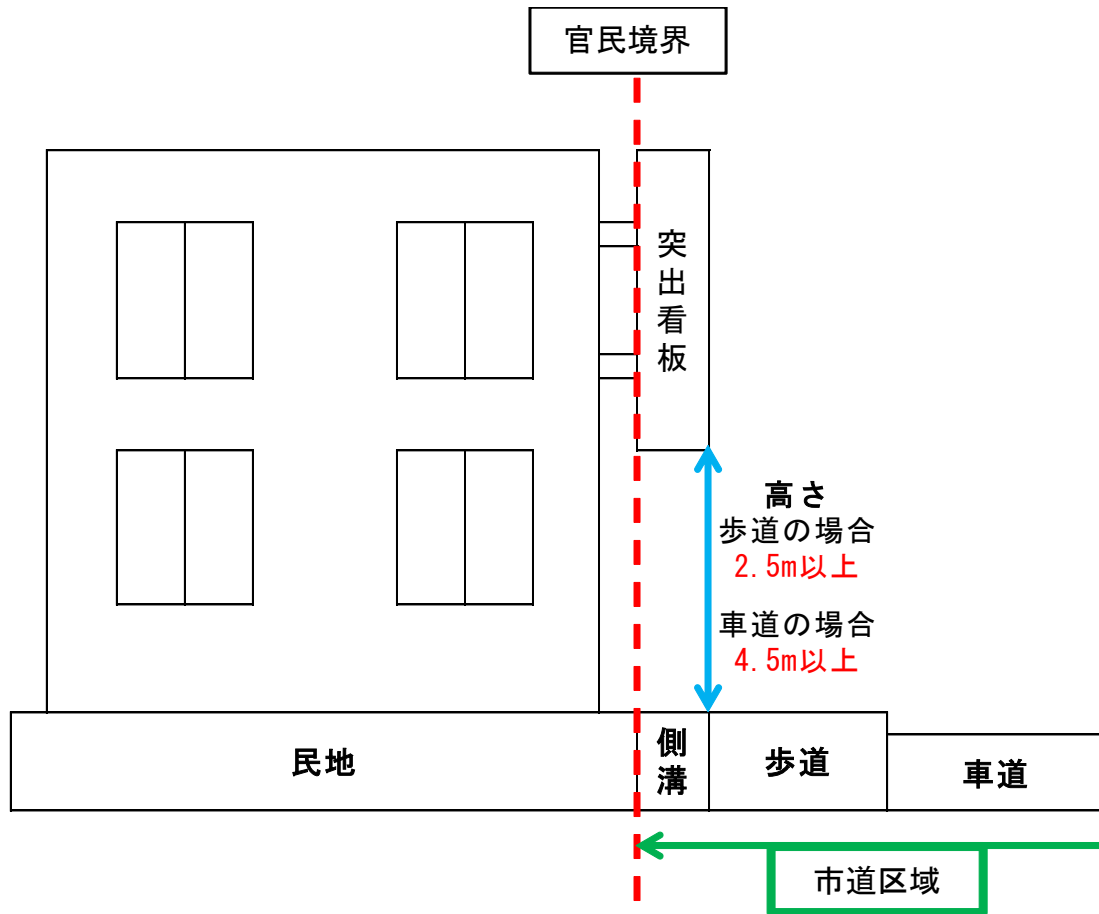 官民境界
突出看板
高さ
歩道の場合
2.5m以上
車道の場合
4.5m以上
民地
側溝
歩道
車道
市道区域